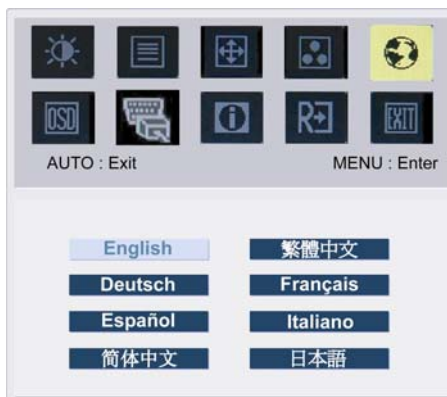 OSD
i
R
EXIT
AUTO : Exit MENU : Enter
English 繁體中文
Deutsch Français
Español Italiano
简体中文 日本語